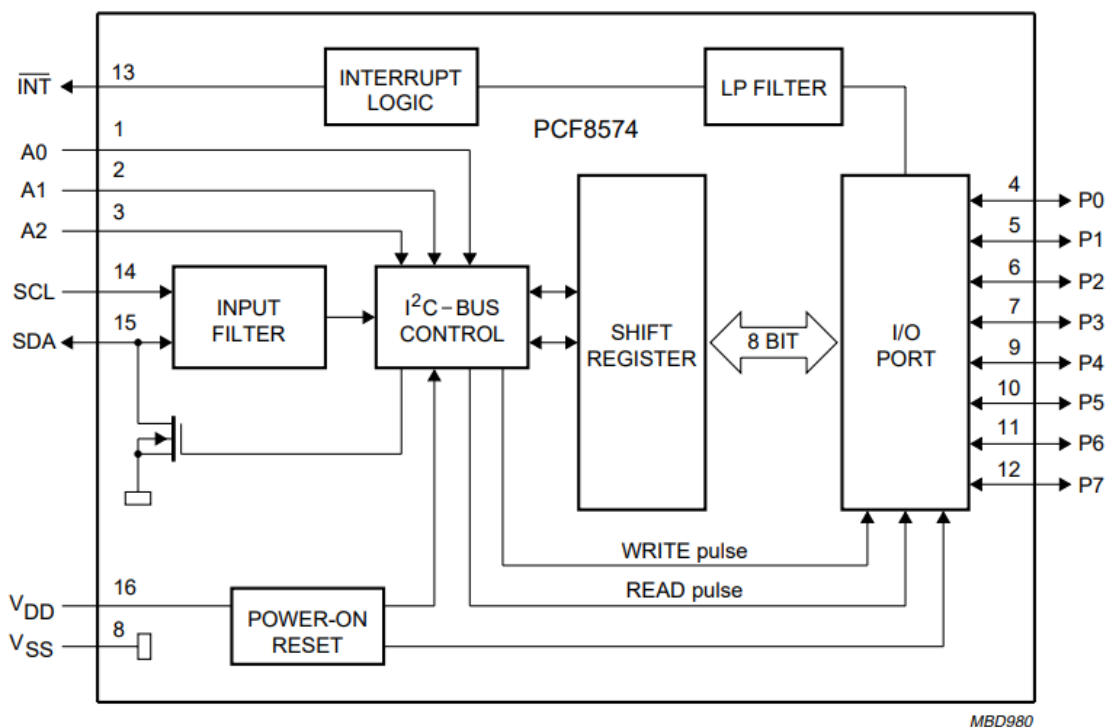 13
INT
INTERRUPT
LOGIC
LP FILTER
PCF8574
1
A0
2
A1
3
A2
14
SCL
15
SDA
INPUT
FILTER
I²C–BUS
CONTROL
SHIFT
REGISTER
8 BIT
I/O
PORT
4
P0
5
P1
6
P2
7
P3
9
P4
10
P5
11
P6
12
P7
WRITE pulse
READ pulse
16
VDD
8
VSS
POWER-ON
RESET
MBD980